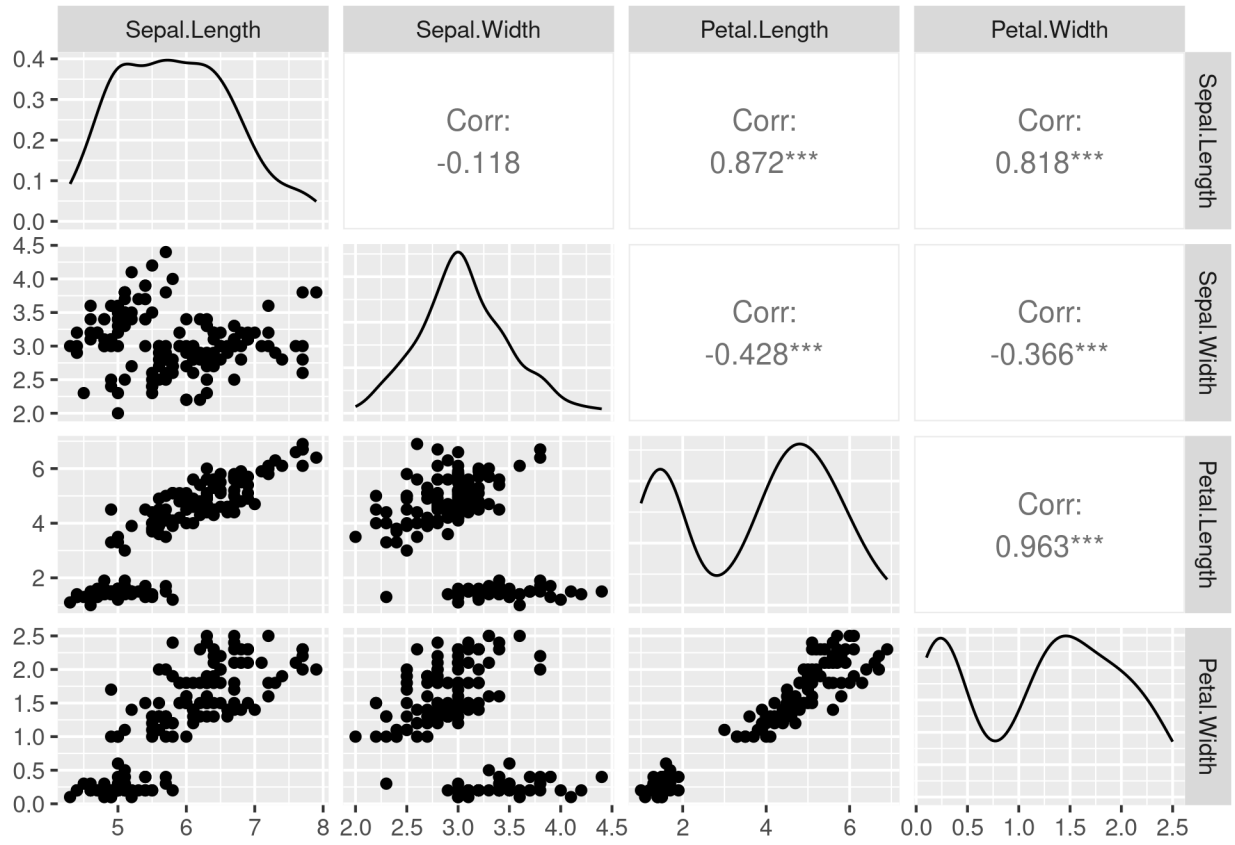 Sepal.Length Sepal.Width Petal.Length Petal.Width
0.4
0.3
0.2
0.1
0.0
Corr:
-0.118
Corr:
0.872***
Corr:
0.818***
Sepal.Length
4.5
4.0
3.5
3.0
2.5
2.0
Corr:
-0.428***
Corr:
-0.366***
Sepal.Width
6
4
2
Corr:
0.963***
Petal.Length
2.5
2.0
1.5
1.0
0.5
0.0
Petal.Width
5 6 7 8 2.0 2.5 3.0 3.5 4.0 4.5 2 4 6 0.0 0.5 1.0 1.5 2.0 2.5